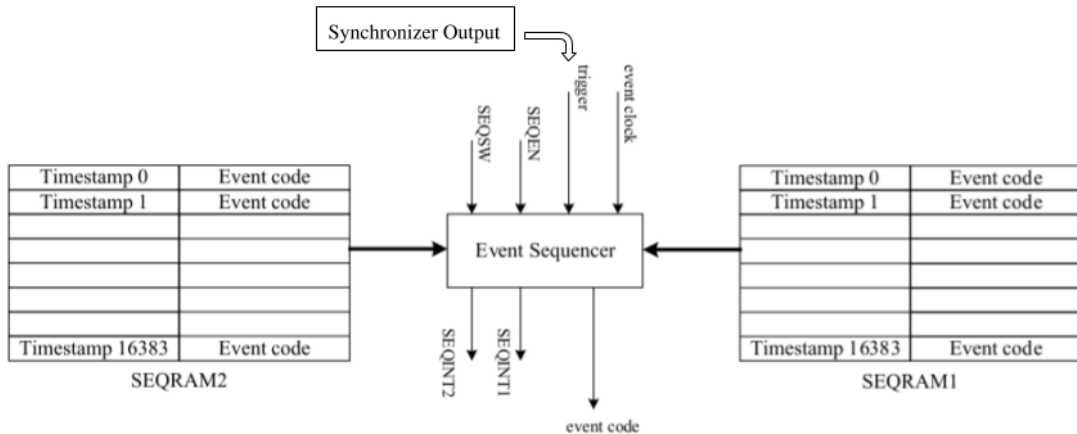 Synchronizer Output
SEQSW
SEQEN
trigger
event clock
Timestamp 0 Event code
Timestamp 1 Event code
Timestamp 16383 Event code
SEQRAM2
Event Sequencer
Timestamp 0 Event code
Timestamp 1 Event code
Timestamp 16383 Event code
SEQRAM1
SEQINT2
SEQINT1
event code